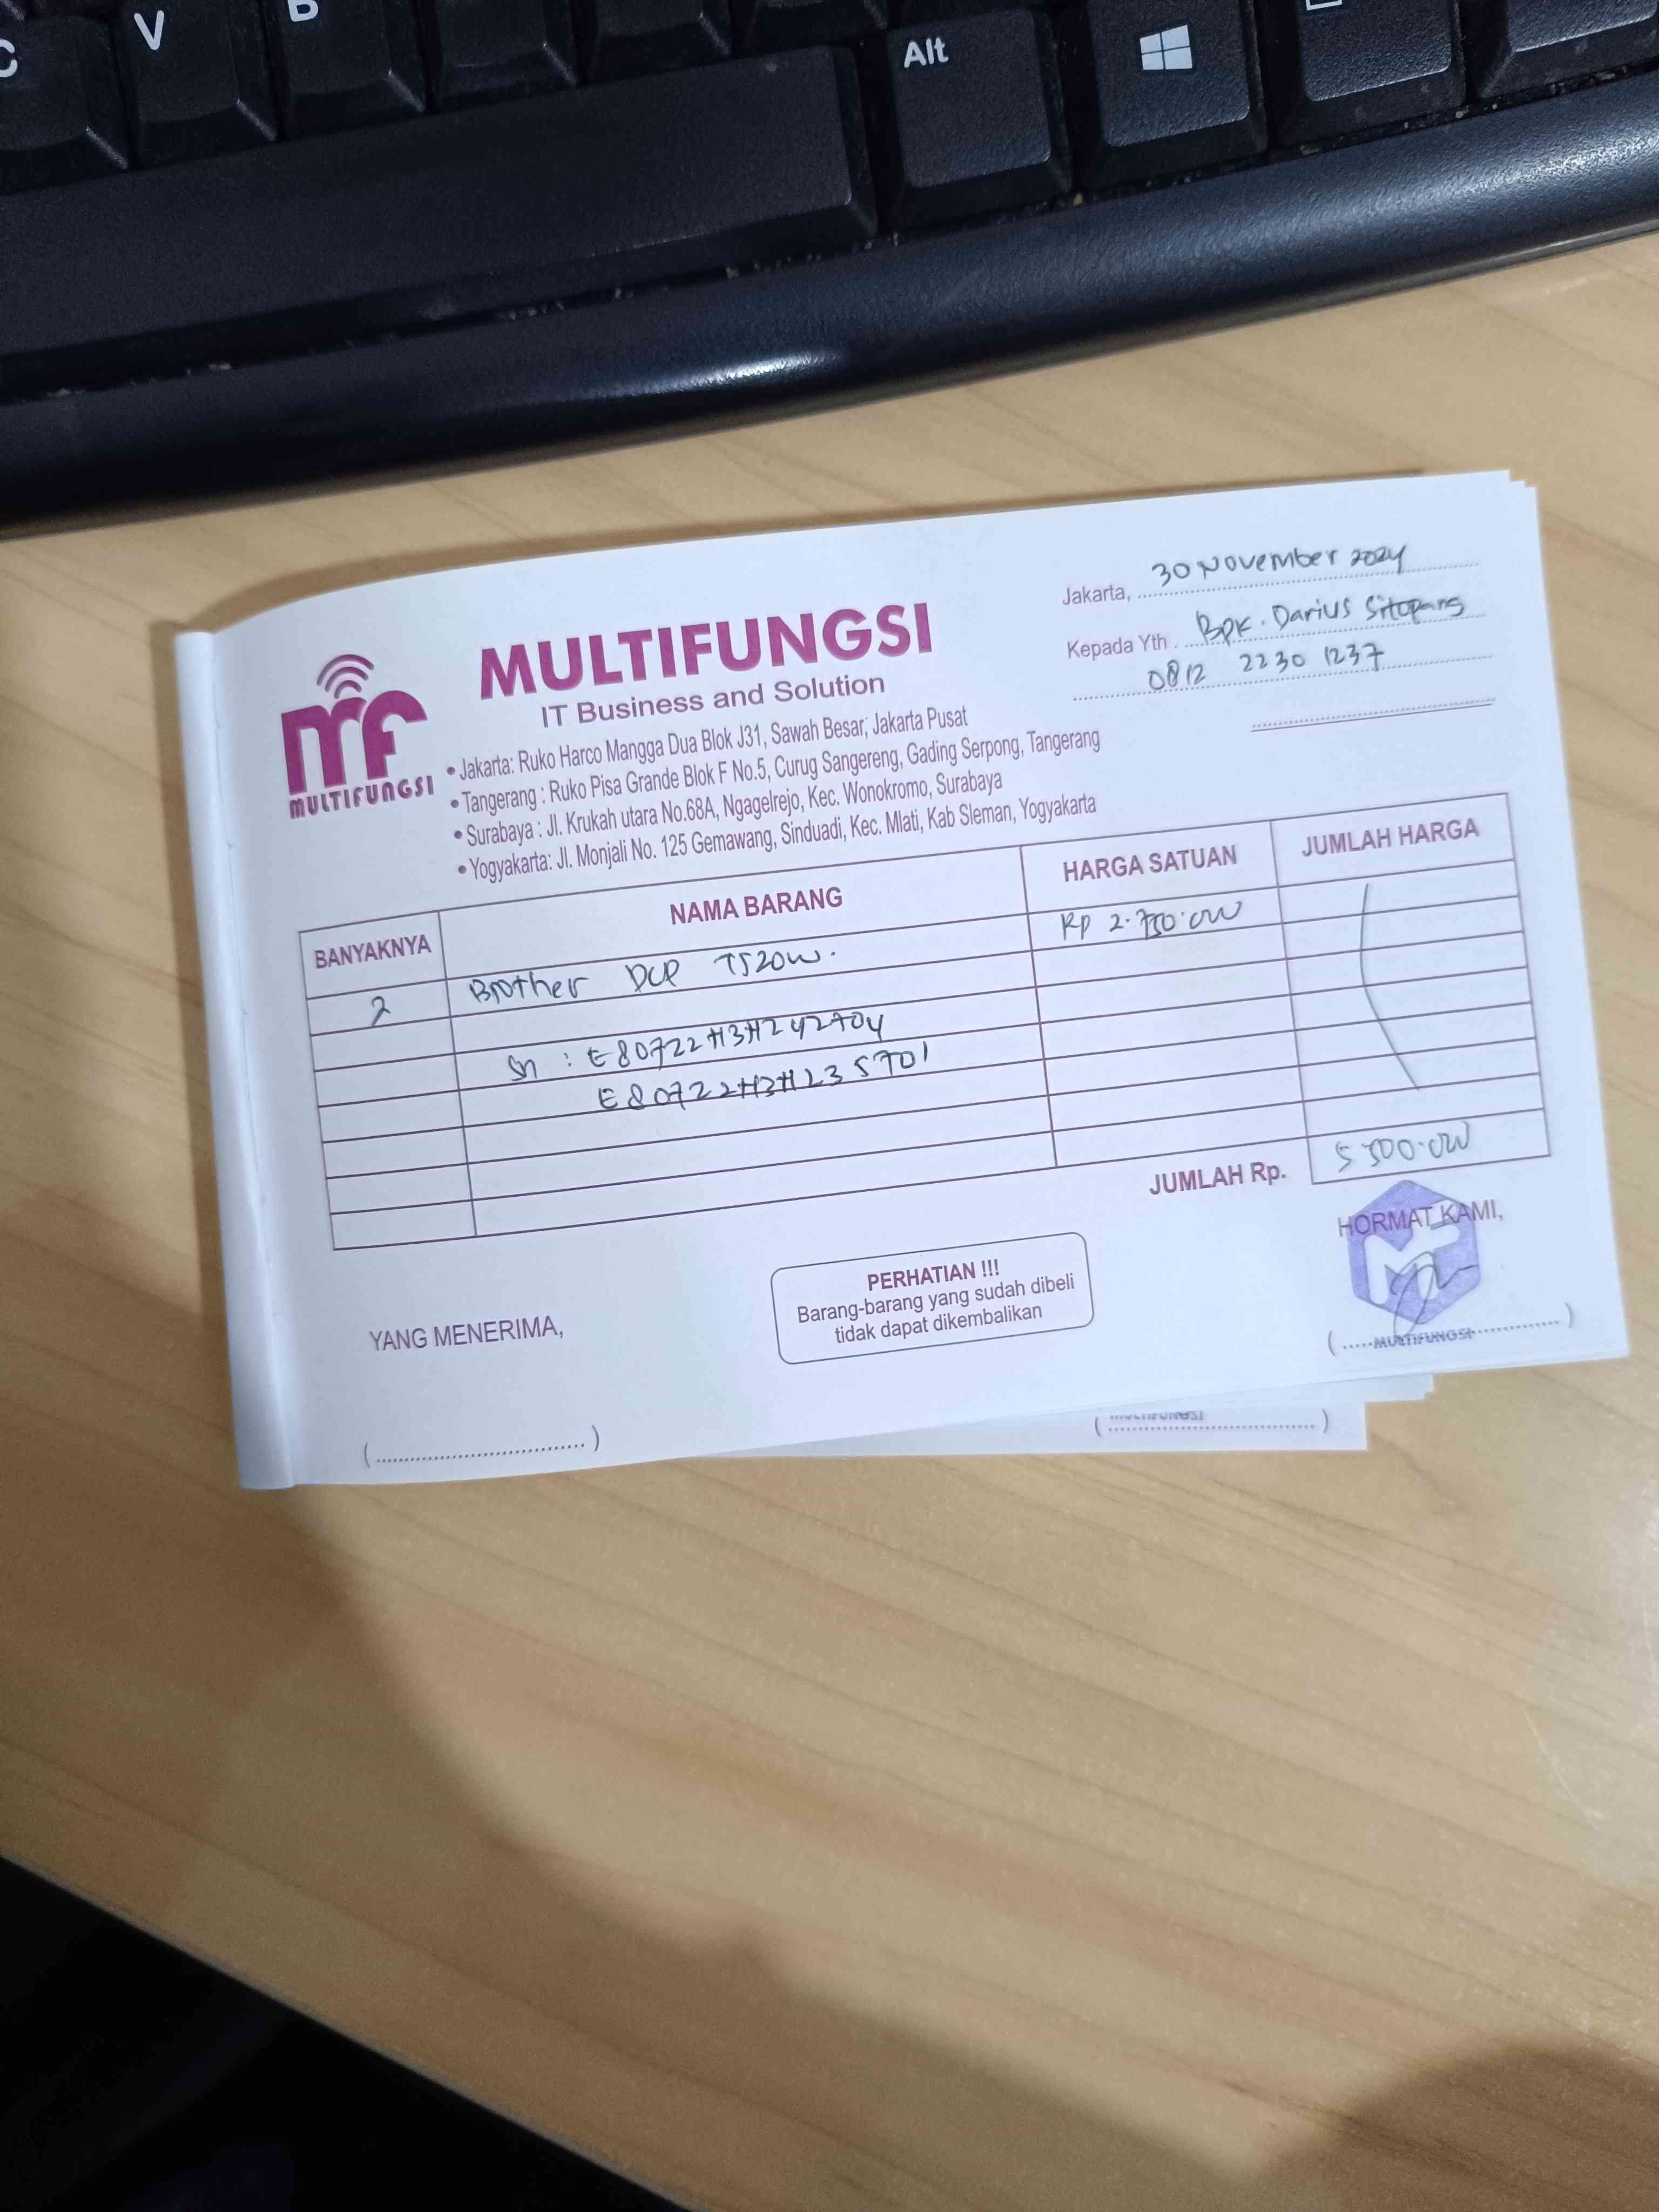 C V B Alt
Jakarta, 30 November 2024
Kepada Yth. Bpk. Darius Sitopang
0812 2230 1237
MULTIFUNGSI
IT Business and Solution
mf
MULTIFUNGSI
• Jakarta: Ruko Harco Mangga Dua Blok J31, Sawah Besar, Jakarta Pusat
• Tangerang : Ruko Pisa Grande Blok F No.5, Curug Sangereng, Gading Serpong, Tangerang
• Surabaya : Jl. Krukah utara No.68A, Ngagelrejo, Kec. Wonokromo, Surabaya
• Yogyakarta: Jl. Monjali No. 125 Gemawang, Sinduadi, Kec. Mlati, Kab Sleman, Yogyakarta
BANYAKNYA NAMA BARANG HARGA SATUAN JUMLAH HARGA
2 Brother DCP T520W. Rp 2.750.000
Sn : E80722H3H242704
E80722H3H235701
JUMLAH Rp. 5 500.000
HORMAT KAMI,
PERHATIAN !!!
Barang-barang yang sudah dibeli
tidak dapat dikembalikan
YANG MENERIMA,
MF
(.....MULTIFUNGSI...............)
(..............................)
(MULTIFUNGSI..............................)